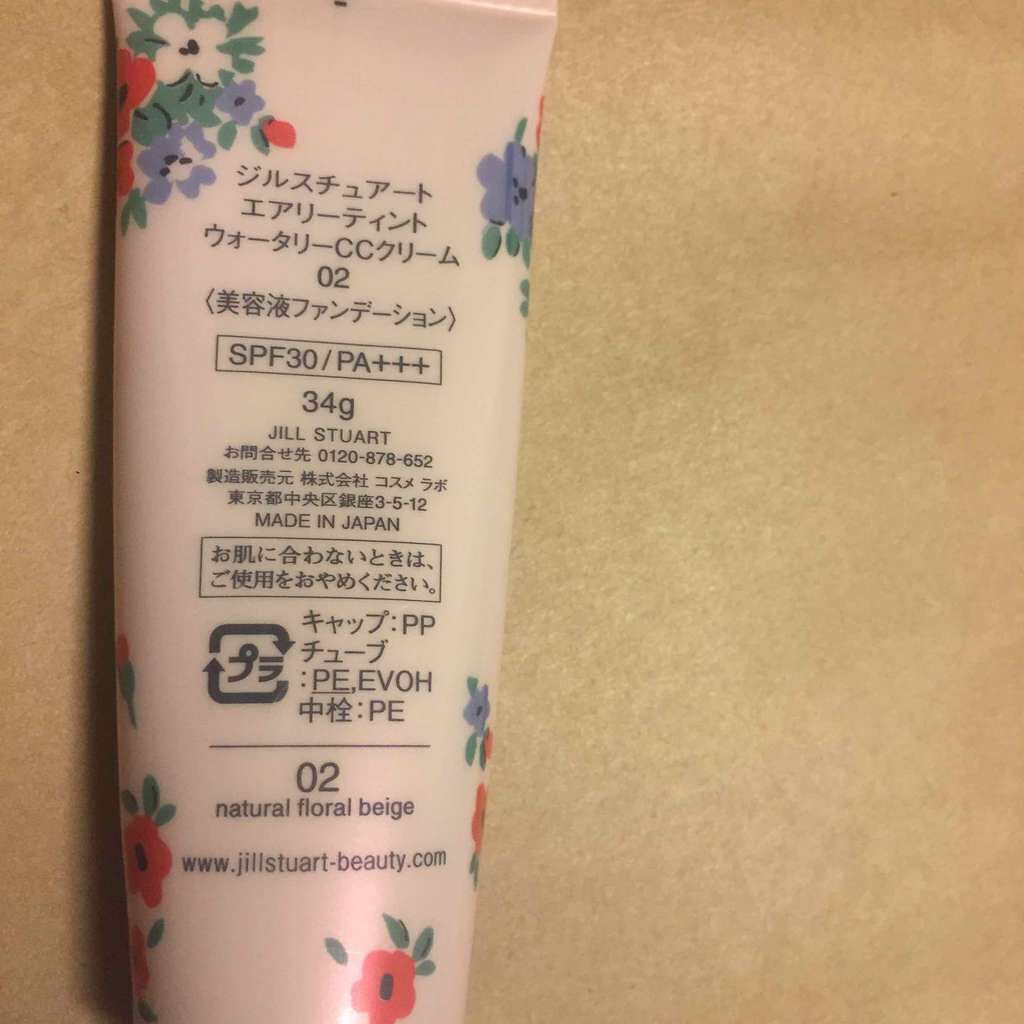 ジルスチュアート
エアリーティント
ウォータリーCCクリーム
02
〈美容液ファンデーション〉
SPF30/PA+++
34g
JILL STUART
お問合せ先 0120-878-652
製造販売元 株式会社 コスメ ラボ
東京都中央区銀座3-5-12
MADE IN JAPAN
お肌に合わないときは、
ご使用をおやめください。
プラ
キャップ:PP
チューブ
:PE,EVOH
中栓:PE
02
natural floral beige
www.jillstuart-beauty.com